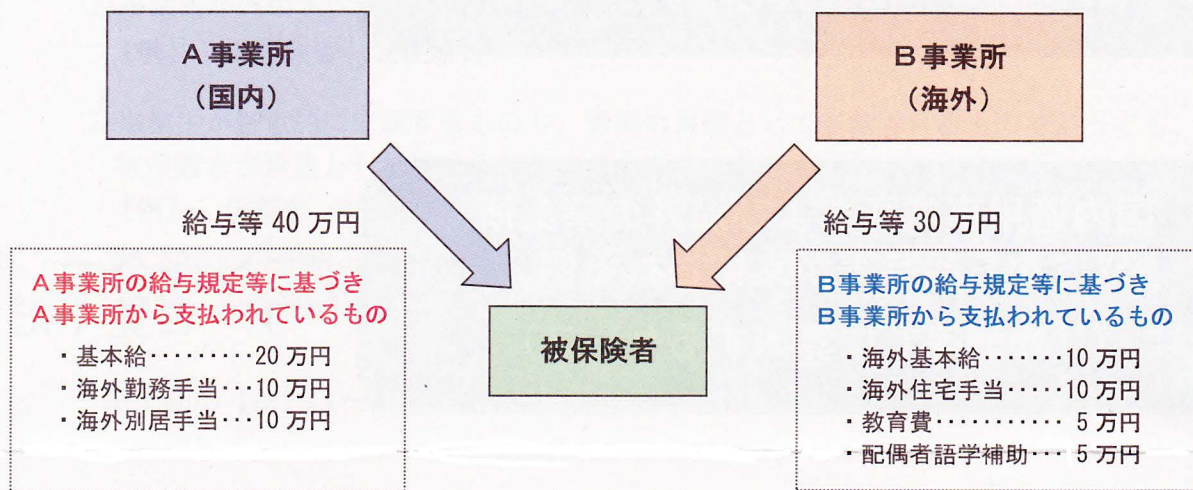 A事業所
(国内)
B事業所
(海外)
給与等 40 万円
給与等 30 万円
A事業所の給与規定等に基づき
A事業所から支払われているもの
・基本給‥‥‥‥‥20 万円
・海外勤務手当‥‥10 万円
・海外別居手当‥‥10 万円
被保険者
B事業所の給与規定等に基づき
B事業所から支払われているもの
・海外基本給‥‥‥‥10 万円
・海外住宅手当‥‥‥10 万円
・教育費‥‥‥‥‥‥ 5 万円
・配偶者語学補助‥‥ 5 万円